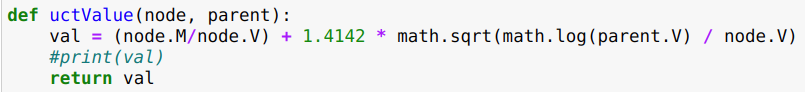 def uctValue(node, parent):
    val = (node.M/node.V) + 1.4142 * math.sqrt(math.log(parent.V) / node.V)
    #print(val)
    return val